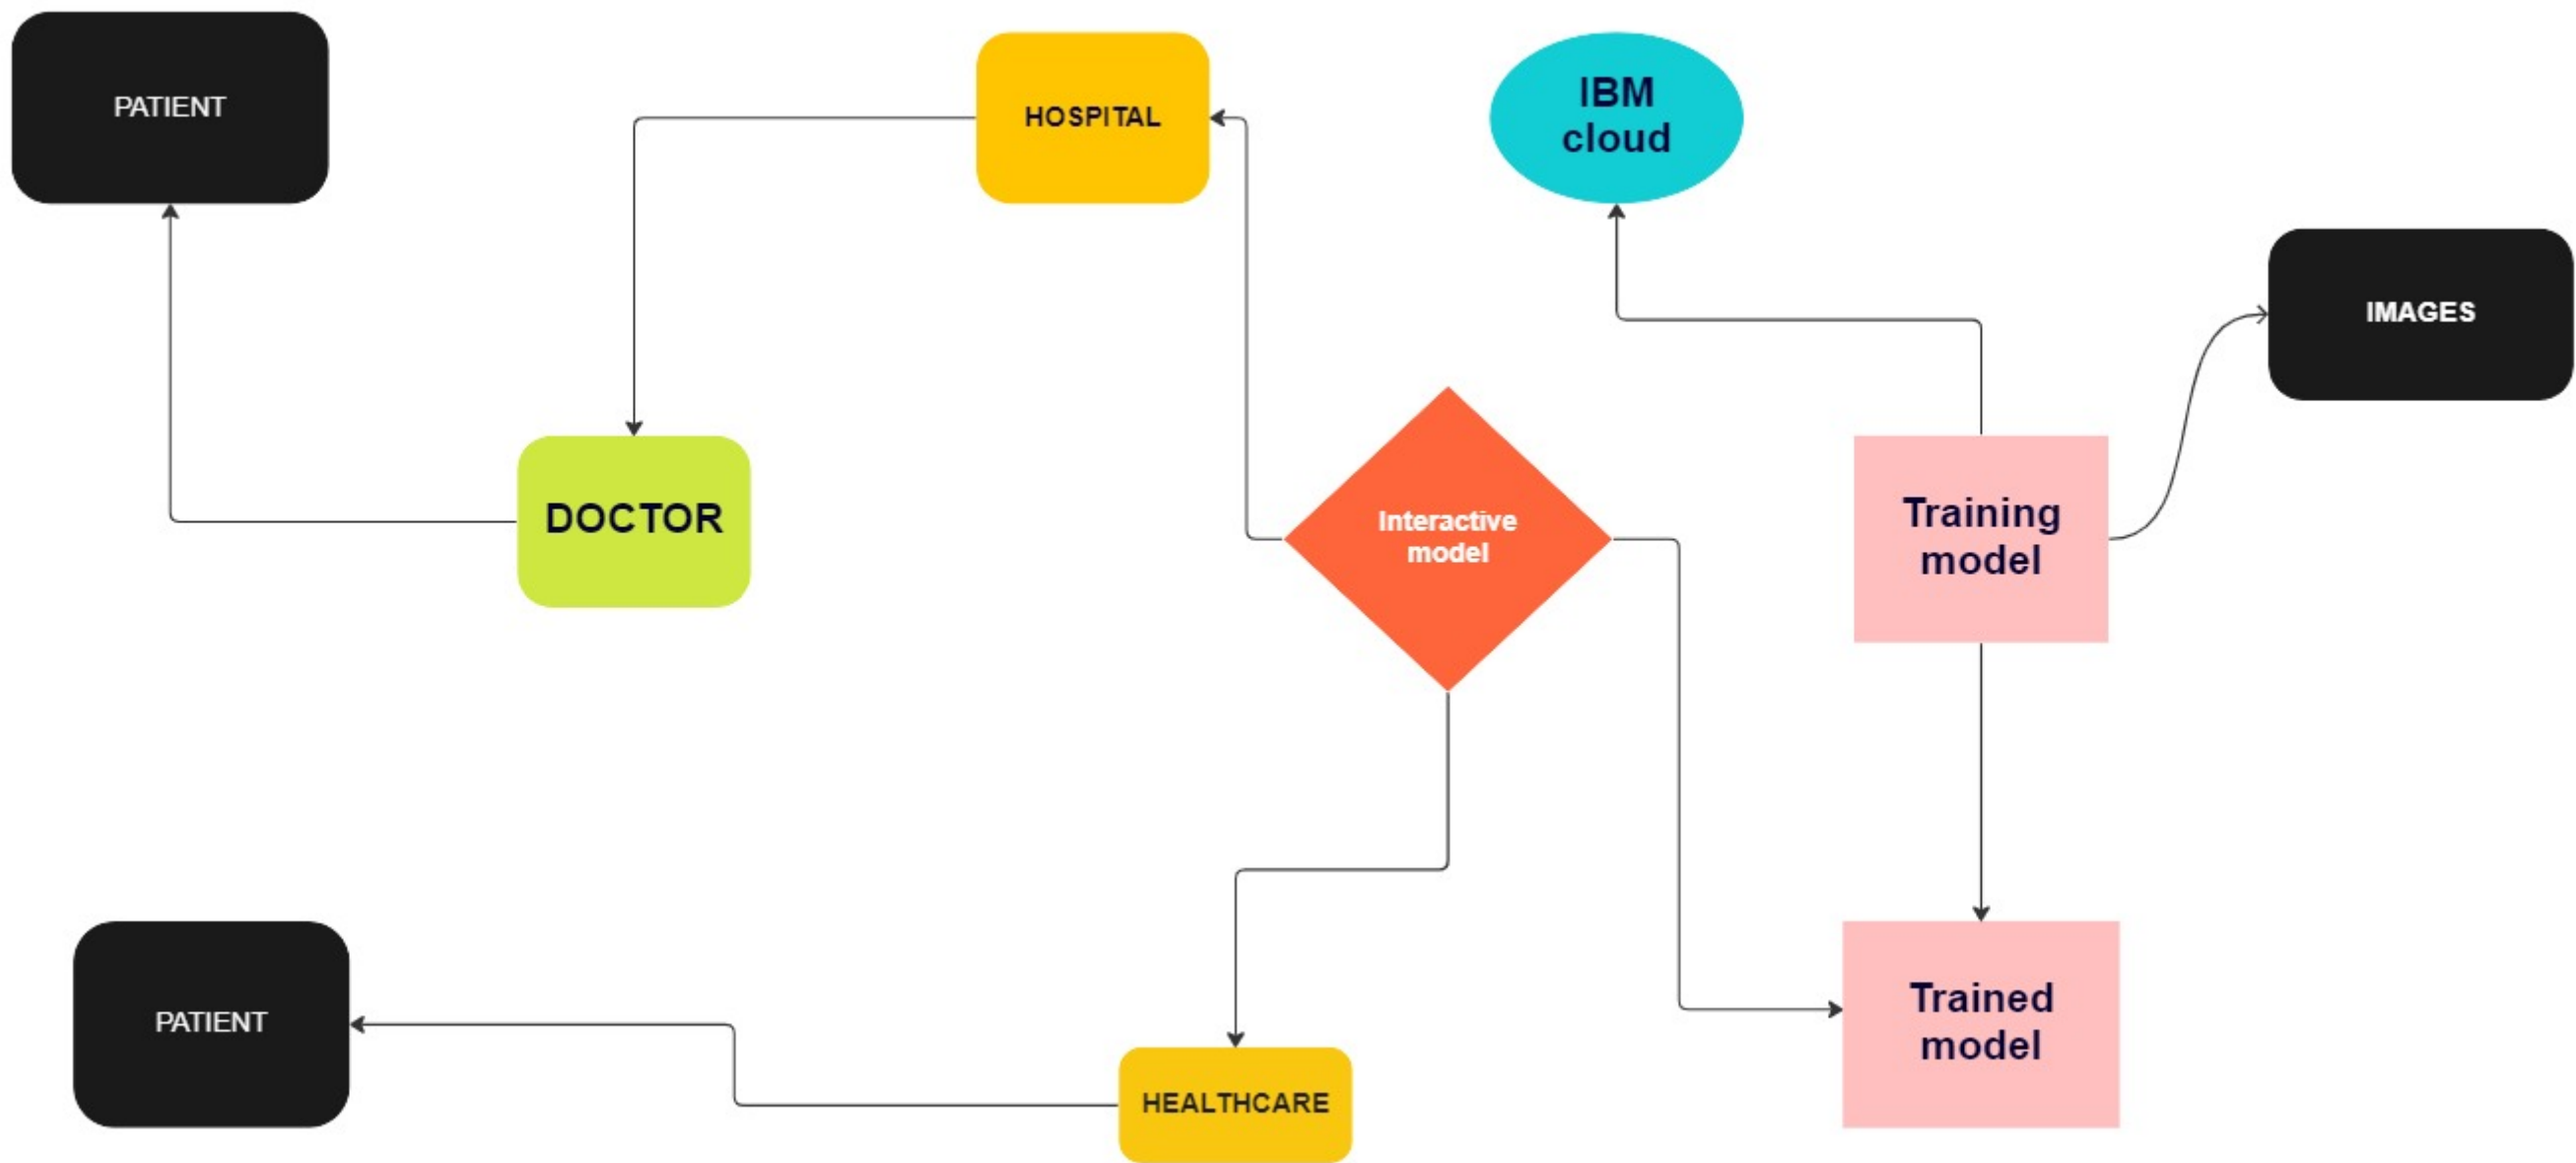 PATIENT
HOSPITAL
IBM
cloud
IMAGES
DOCTOR
Interactive
model
Training
model
PATIENT
HEALTHCARE
Trained
model